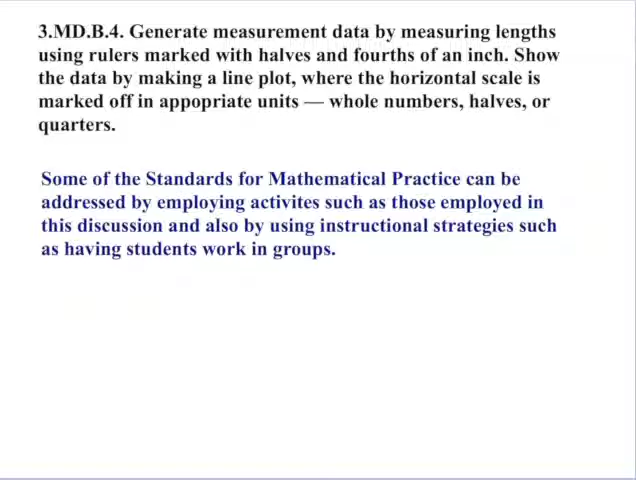 3.MD.B.4. Generate measurement data by measuring lengths
using rulers marked with halves and fourths of an inch. Show
the data by making a line plot, where the horizontal scale is
marked off in appopriate units — whole numbers, halves, or
quarters.
Some of the Standards for Mathematical Practice can be
addressed by employing activites such as those employed in
this discussion and also by using instructional strategies such
as having students work in groups.